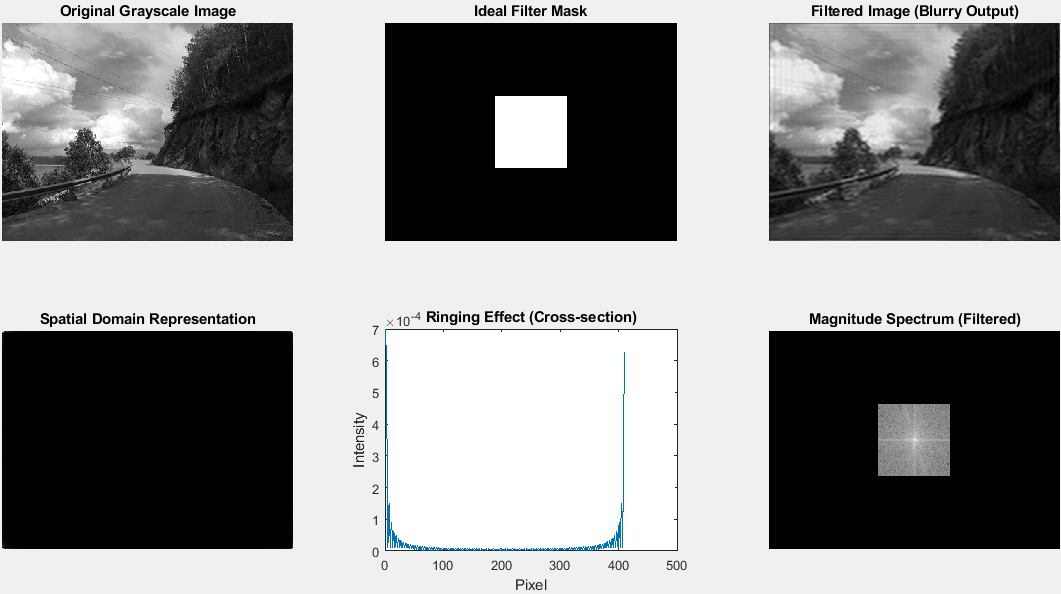 Original Grayscale Image
Ideal Filter Mask
Filtered Image (Blurry Output)
Spatial Domain Representation
×10-4 Ringing Effect (Cross-section)
Magnitude Spectrum (Filtered)
7
6
5
4
3
2
1
0
Intensity
0 100 200 300 400 500
Pixel